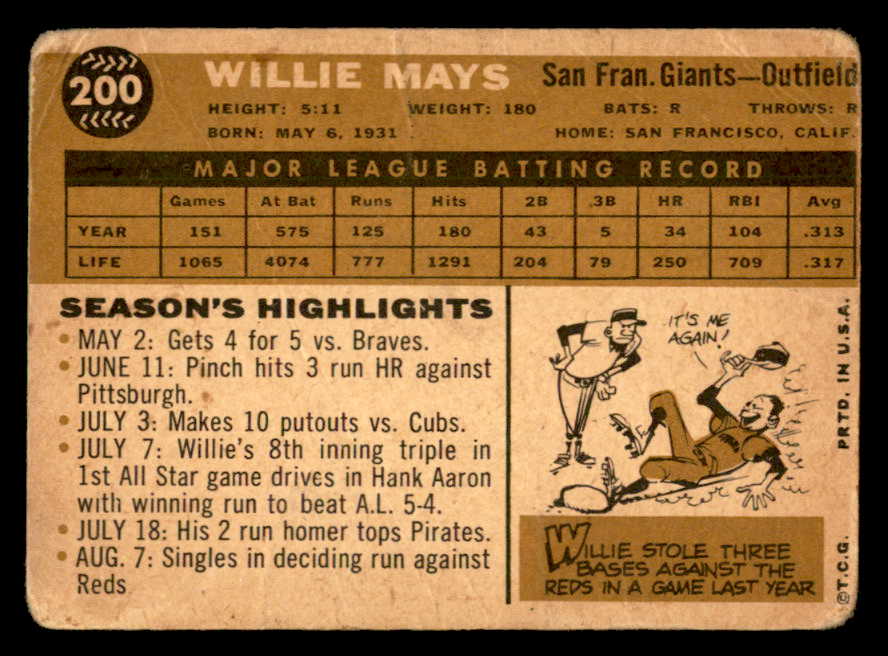 200
WILLIE MAYS San Fran. Giants—Outfield
HEIGHT: 5:11 WEIGHT: 180 BATS: R THROWS: R
BORN: MAY 6, 1931 HOME: SAN FRANCISCO, CALIF.
MAJOR LEAGUE BATTING RECORD
Games At Bat Runs Hits 2B 3B HR RBI Avg
YEAR 151 575 125 180 43 5 34 104 .313
LIFE 1065 4074 777 1291 204 79 250 709 .317
SEASON'S HIGHLIGHTS
• MAY 2: Gets 4 for 5 vs. Braves.
• JUNE 11: Pinch hits 3 run HR against
Pittsburgh.
• JULY 3: Makes 10 putouts vs. Cubs.
• JULY 7: Willie's 8th inning triple in
1st All Star game drives in Hank Aaron
with winning run to beat A.L. 5-4.
• JULY 18: His 2 run homer tops Pirates.
• AUG. 7: Singles in deciding run against
Reds
IT'S ME
AGAIN!
WILLIE STOLE THREE
BASES AGAINST THE
REDS IN A GAME LAST YEAR
©T.C.G. PRTD. IN U.S.A.